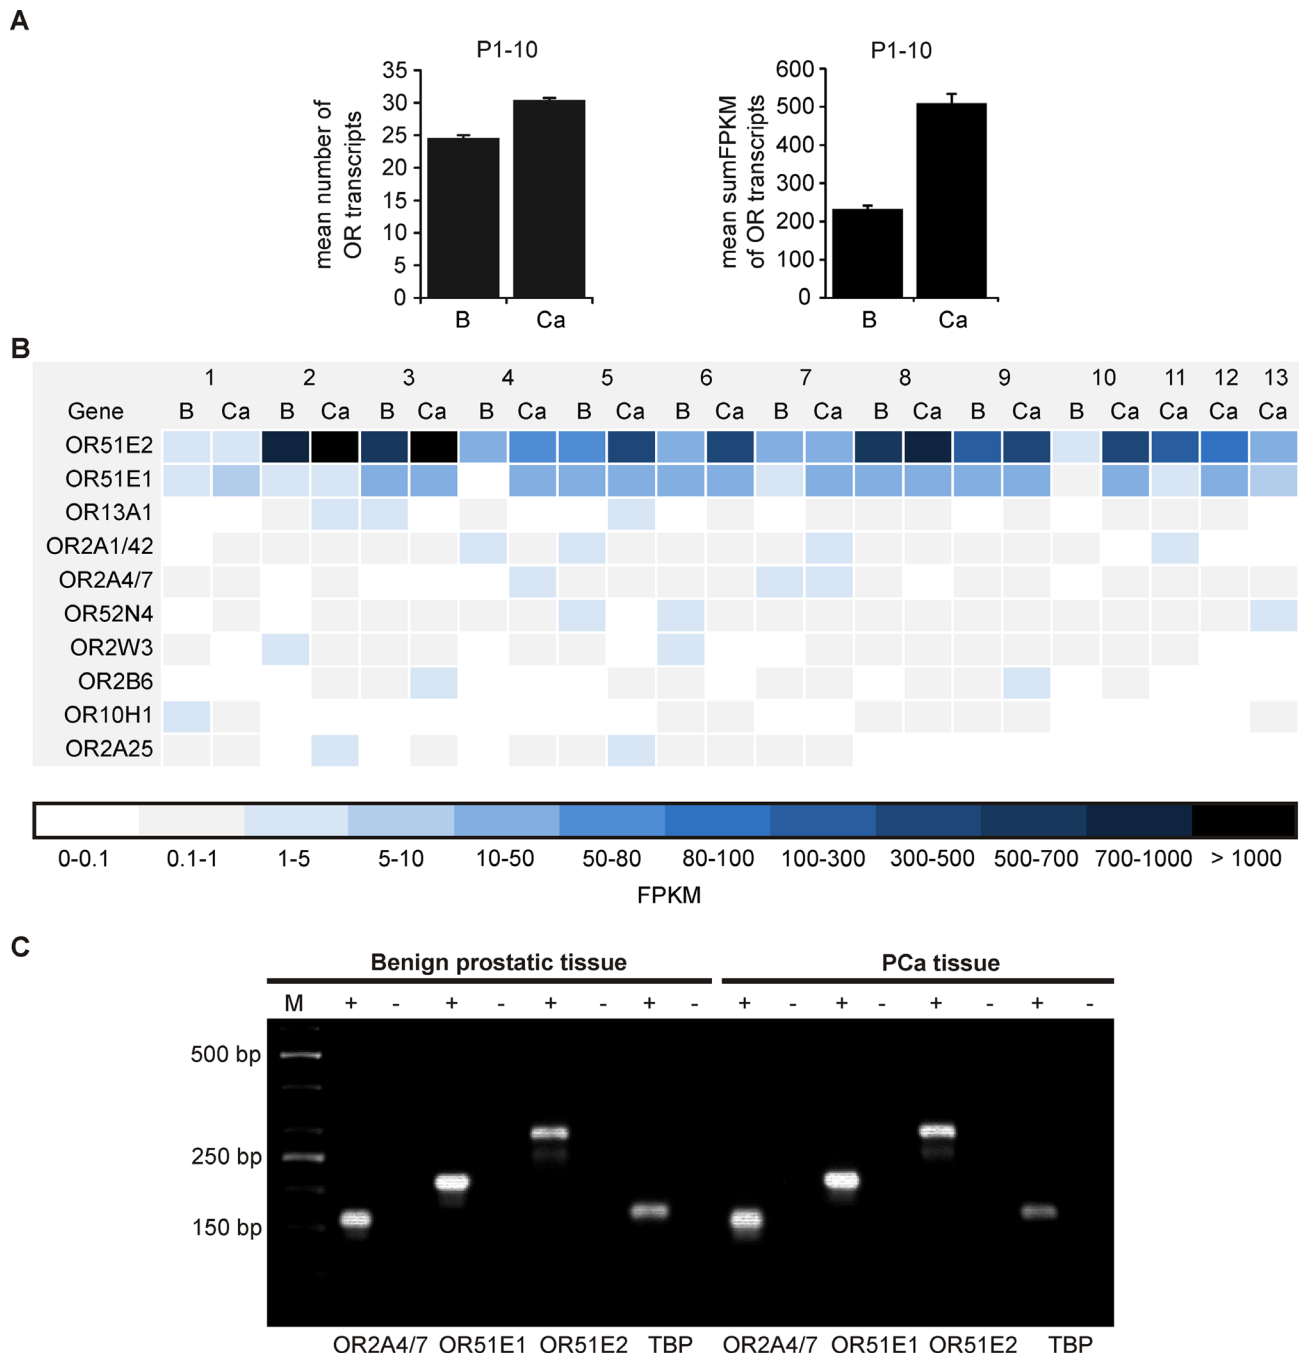 A
P1-10
mean number of
OR transcripts
35
30
25
20
15
10
5
0
B
Ca
P1-10
mean sumFPKM
of OR transcripts
600
500
400
300
200
100
0
B
Ca
B
1 2 3 4 5 6 7 8 9 10 11 12 13
Gene B Ca B Ca B Ca B Ca B Ca B Ca B Ca B Ca B Ca B Ca Ca Ca Ca
OR51E2
OR51E1
OR13A1
OR2A1/42
OR2A4/7
OR52N4
OR2W3
OR2B6
OR10H1
OR2A25
0-0.1 0.1-1 1-5 5-10 10-50 50-80 80-100 100-300 300-500 500-700 700-1000 > 1000
FPKM
C
Benign prostatic tissue PCa tissue
M + - + - + - + - + - + - + - + -
500 bp
250 bp
150 bp
OR2A4/7 OR51E1 OR51E2 TBP OR2A4/7 OR51E1 OR51E2 TBP